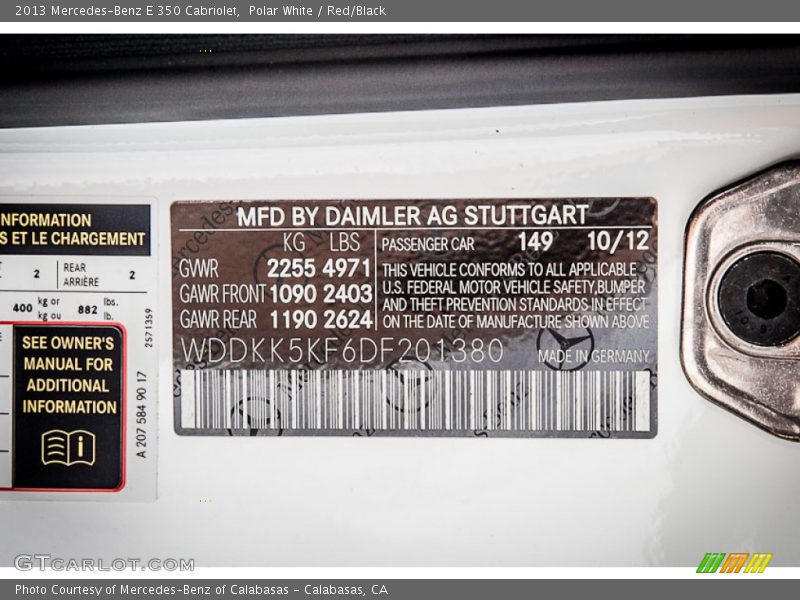 2013 Mercedes-Benz E 350 Cabriolet, Polar White / Red/Black
NFORMATION
S ET LE CHARGEMENT
2 REAR ARRIÈRE 2
400 kg or kg ou 882 lbs. lb.
SEE OWNER'S
MANUAL FOR
ADDITIONAL
INFORMATION
A 207 584 90 17
2571359
MFD BY DAIMLER AG STUTTGART
KG LBS PASSENGER CAR 149 10/12
GWR 2255 4971 THIS VEHICLE CONFORMS TO ALL APPLICABLE
GAWR FRONT 1090 2403 U.S. FEDERAL MOTOR VEHICLE SAFETY, BUMPER
AND THEFT PREVENTION STANDARDS IN EFFECT
GAWR REAR 1190 2624 ON THE DATE OF MANUFACTURE SHOWN ABOVE
WDDKK5KF6DF201380 MADE IN GERMANY
GTCARLOT.COM
Photo Courtesy of Mercedes-Benz of Calabasas - Calabasas, CA